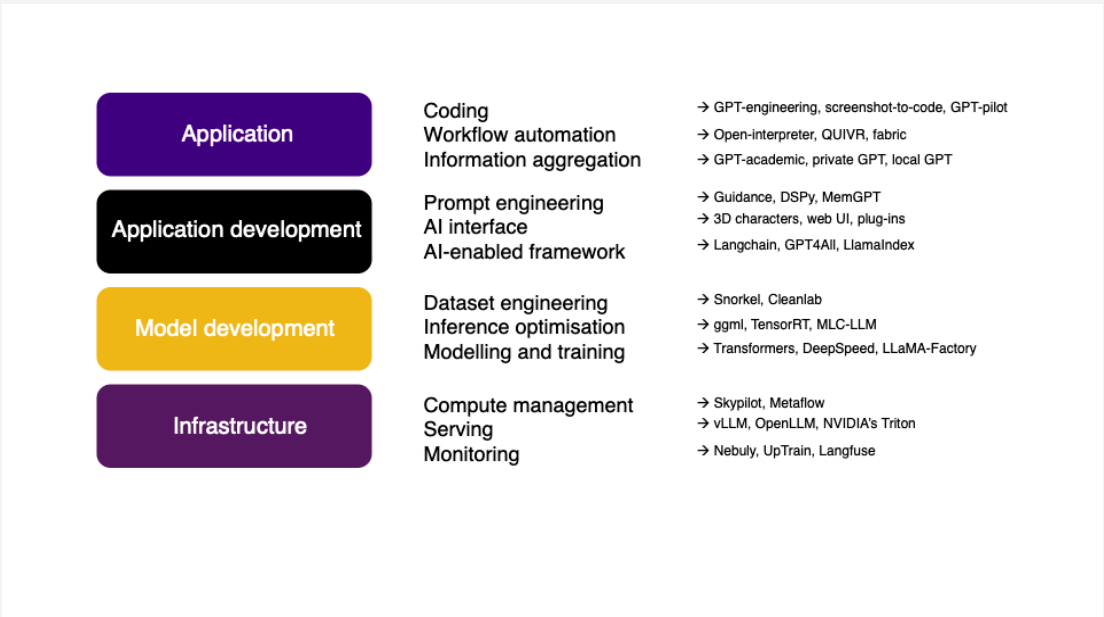 Application
Coding → GPT-engineering, screenshot-to-code, GPT-pilot
Workflow automation → Open-interpreter, QUIVR, fabric
Information aggregation → GPT-academic, private GPT, local GPT
Application development
Prompt engineering → Guidance, DSPy, MemGPT
AI interface → 3D characters, web UI, plug-ins
AI-enabled framework → Langchain, GPT4All, LlamaIndex
Model development
Dataset engineering → Snorkel, Cleanlab
Inference optimisation → ggml, TensorRT, MLC-LLM
Modelling and training → Transformers, DeepSpeed, LLaMA-Factory
Infrastructure
Compute management → Skypilot, Metaflow
Serving → vLLM, OpenLLM, NVIDIA's Triton
Monitoring → Nebuly, UpTrain, Langfuse